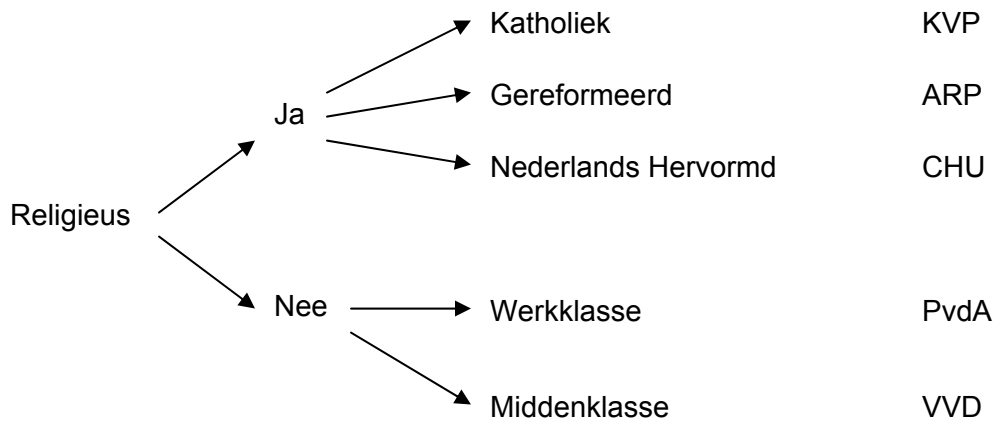 Katholiek KVP
Gereformeerd ARP
Ja
Nederlands Hervormd CHU
Religieus
Nee Werkklasse PvdA
Middenklasse VVD